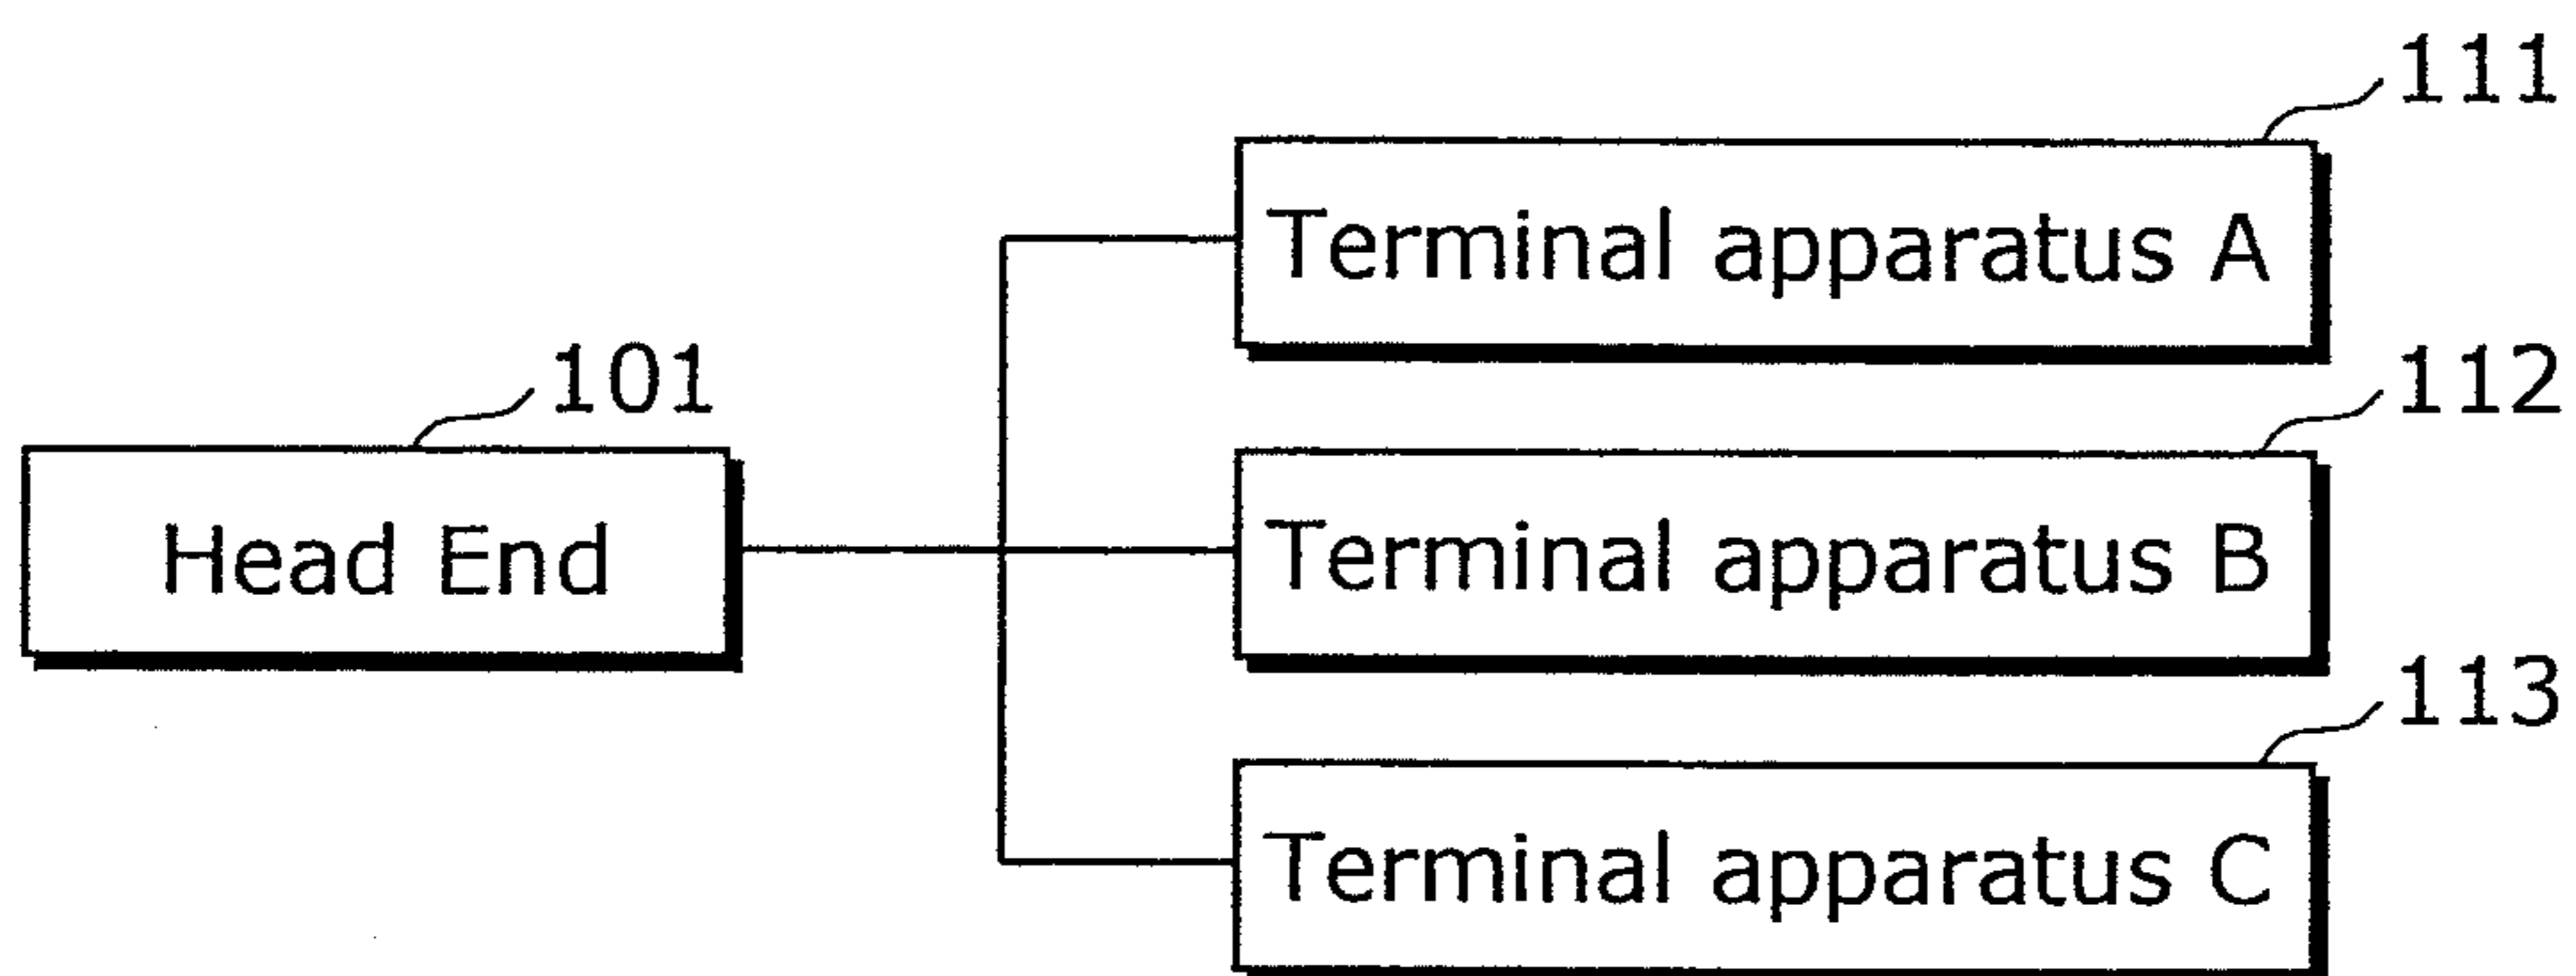 111
Terminal apparatus A
101
112
Head End
Terminal apparatus B
113
Terminal apparatus C